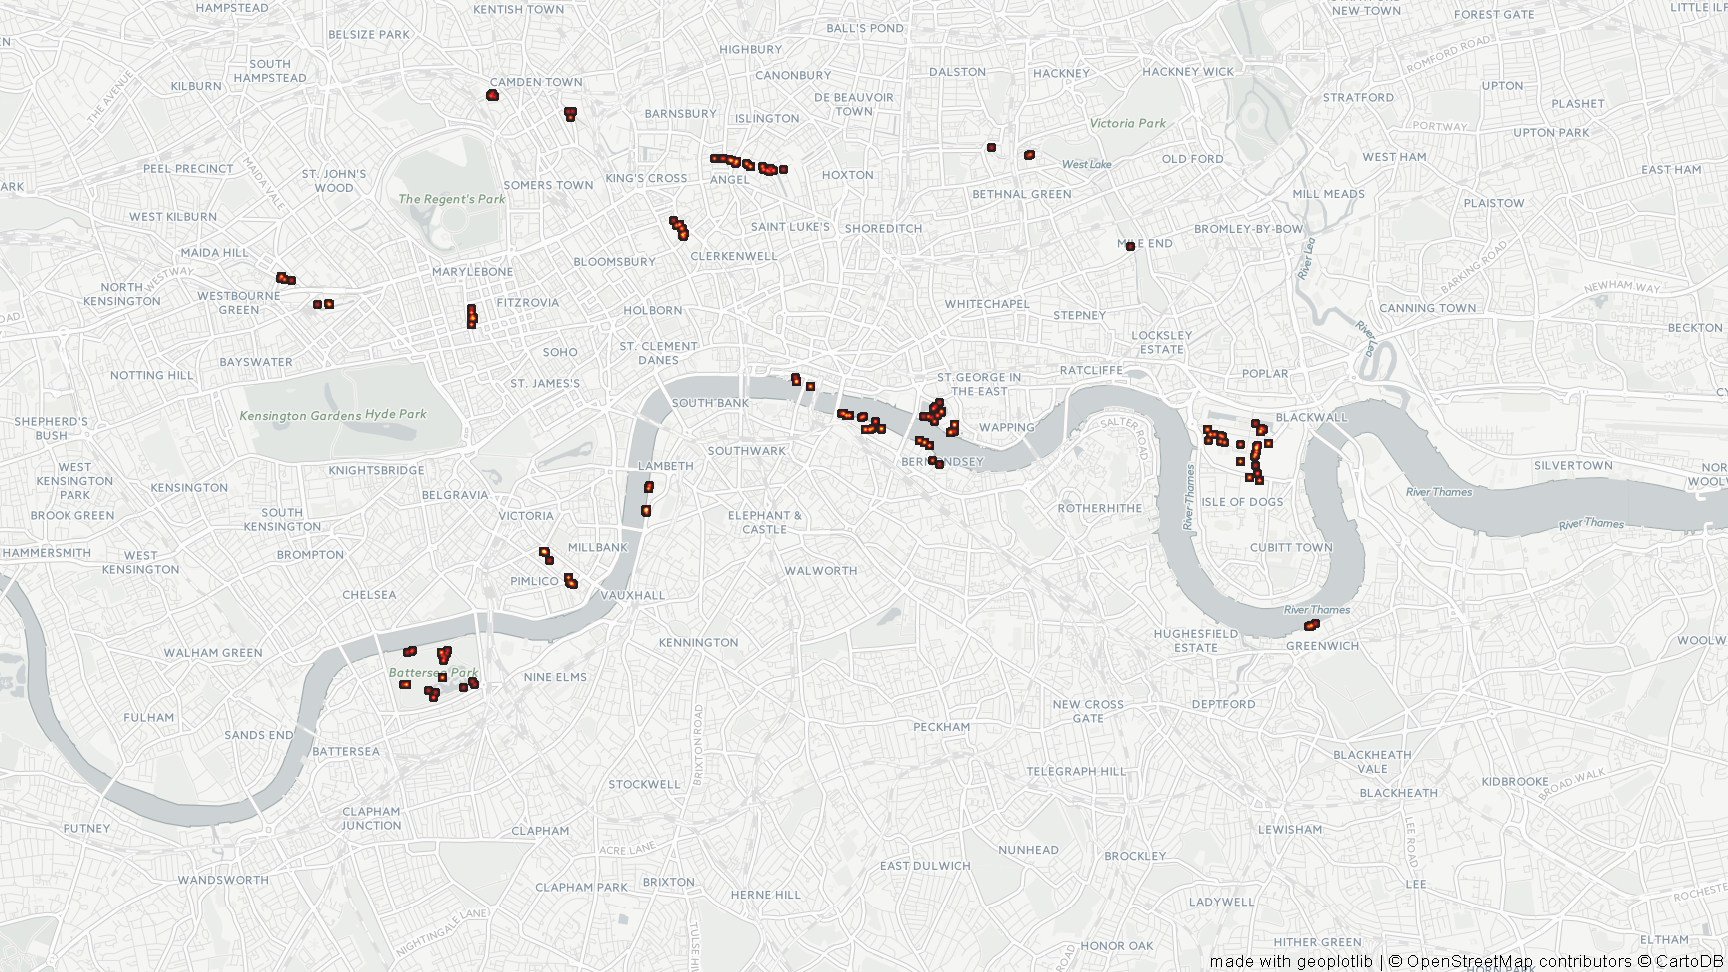 HAMPSTEAD
KENTISH TOWN
NEW TOWN
FOREST GATE
BELSIZE PARK
BALL'S POND
HIGHBURY
SOUTH
HAMPSTEAD
KILBURN
THE AVENUE
CAMDEN TOWN
CANONBURY
DALSTON
HACKNEY
HACKNEY WICK
ROMFORD ROAD
UPTON
DE BEAUVOIR
TOWN
STRATFORD
PLASHET
BARNSBURY
ISLINGTON
Victoria Park
PORTWAY
UPTON PARK
PEEL PRECINCT
MAIDA VALE
ST. JOHN'S
WOOD
SOMERS TOWN
KING'S CROSS
ANGEL
HOXTON
West Lake
OLD FORD
WEST HAM
EAST HAM
The Regent's Park
BETHNAL GREEN
MILL MEADS
PLAISTOW
WEST KILBURN
SAINT LUKE'S
SHOREDITCH
BROMLEY-BY-BOW
MILE END
MAIDA HILL
CLERKENWELL
BLOOMSBURY
River Lea
BARKING ROAD
MARYLEBONE
WESTWAY
NORTH
KENSINGTON
WESTBOURNE
GREEN
FITZROVIA
HOLBORN
WHITECHAPEL
STEPNEY
CANNING TOWN
NEWHAM WAY
BECKTON
LOCKSLEY
ESTATE
River Lea
ST. CLEMENT
DANES
SOHO
BAYSWATER
NOTTING HILL
ST. JAMES'S
ST.GEORGE IN
THE EAST
RATCLIFFE
POPLAR
SOUTH BANK
Kensington Gardens
Hyde Park
BLACKWALL
SHEPHERD'S
BUSH
WAPPING
SALTER ROAD
SOUTHWARK
BERMONDSEY
KNIGHTSBRIDGE
LAMBETH
SILVERTOWN
WEST
KENSINGTON
PARK
KENSINGTON
BELGRAVIA
River Thames
River Thames
ISLE OF DOGS
ROTHERHITHE
BROOK GREEN
SOUTH
KENSINGTON
VICTORIA
ELEPHANT &
CASTLE
River Thames
HAMMERSMITH
WEST
KENSINGTON
BROMPTON
MILLBANK
CUBITT TOWN
WALWORTH
PIMLICO
CHELSEA
VAUXHALL
River Thames
HUGHESFIELD
ESTATE
GREENWICH
KENNINGTON
WALHAM GREEN
Battersea Park
NINE ELMS
FULHAM
NEW CROSS
GATE
DEPTFORD
SANDS END
BATTERSEA
BRIXTON ROAD
PECKHAM
BLACKHEATH
VALE
STOCKWELL
TELEGRAPH HILL
KIDBROOKE
BROAD WALK
BLACKHEATH
CLAPHAM
JUNCTION
PUTNEY
CLAPHAM
ACRE LANE
NUNHEAD
LEWISHAM
LEE ROAD
BROCKLEY
EAST DULWICH
WANDSWORTH
CLAPHAM PARK
BRIXTON
HERNE HILL
LEE
LADYWELL
NIGHTINGALE LANE
HONOR OAK
HITHER GREEN
ELTHAM
made with geoplotlib | © OpenStreetMap contributors © CartoDB